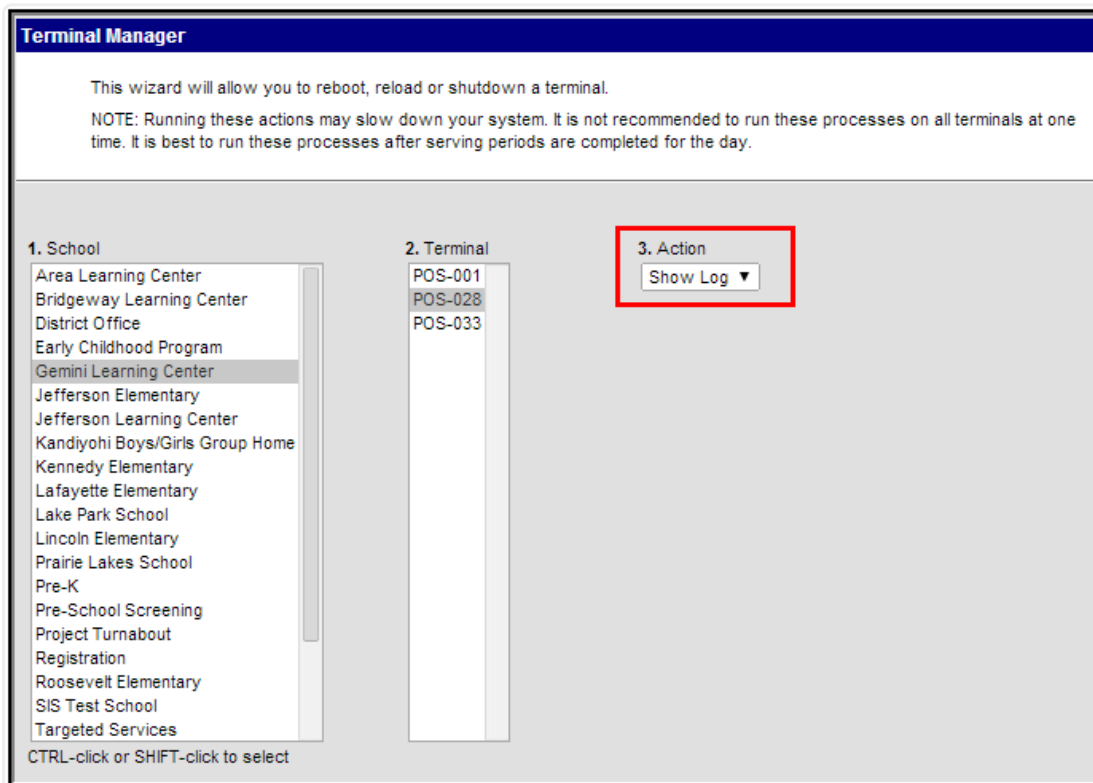 Terminal Manager
This wizard will allow you to reboot, reload or shutdown a terminal.
NOTE: Running these actions may slow down your system. It is not recommended to run these processes on all terminals at one
time. It is best to run these processes after serving periods are completed for the day.
1. School
Area Learning Center
Bridgeway Learning Center
District Office
Early Childhood Program
Gemini Learning Center
Jefferson Elementary
Jefferson Learning Center
Kandiyohi Boys/Girls Group Home
Kennedy Elementary
Lafayette Elementary
Lake Park School
Lincoln Elementary
Prairie Lakes School
Pre-K
Pre-School Screening
Project Turnabout
Registration
Roosevelt Elementary
SIS Test School
Targeted Services
CTRL-click or SHIFT-click to select
2. Terminal
POS-001
POS-028
POS-033
3. Action
Show Log ▼